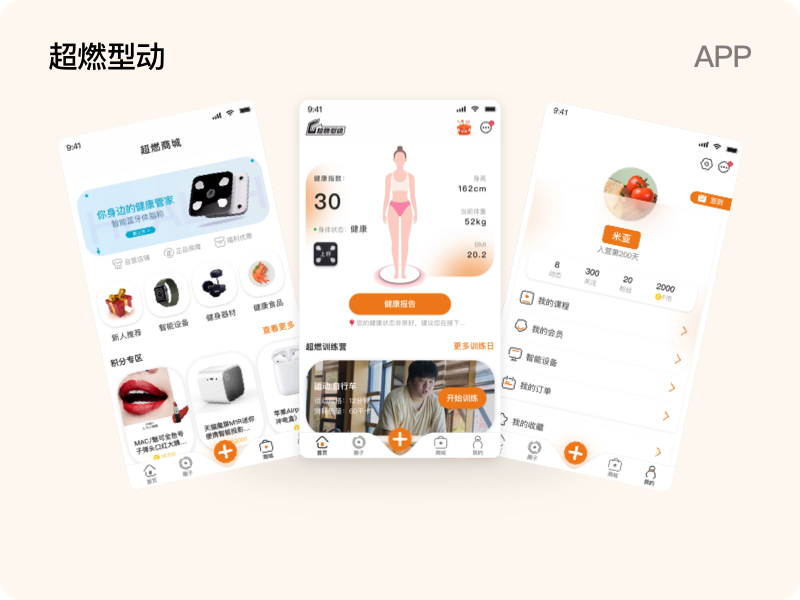 超燃型动
APP
9:41
超燃商城
你身边的健康管家
智能蓝牙体脂称
自营店铺
正品保障
福利优惠
新人推荐
智能设备
健身器材
健康食品
积分专区
查看更多
MAC/魅可全色号
子弹头口红大牌...
天猫魔屏M1R迷你
便携智能投影...
苹果Airp
冲电盒)
首页
圈子
商城
9:41
超燃型动
健康指数:
30
身体状态: 健康
上秤
身高
162cm
当前体重
52kg
BMI
20.2
健康报告
您的健康状态非常好，建议您在接下...
超燃训练营
更多训练日
运动自行车
运动总格：12分钟
消耗热量：60千卡
开始训练
首页
圈子
商城
我的
9:41
签到
米亚
入营第200天
8
动态
300
关注
20
粉丝
2000
F币
我的课程
我的会员
智能设备
我的订单
我的收藏
圈子
商城
我的